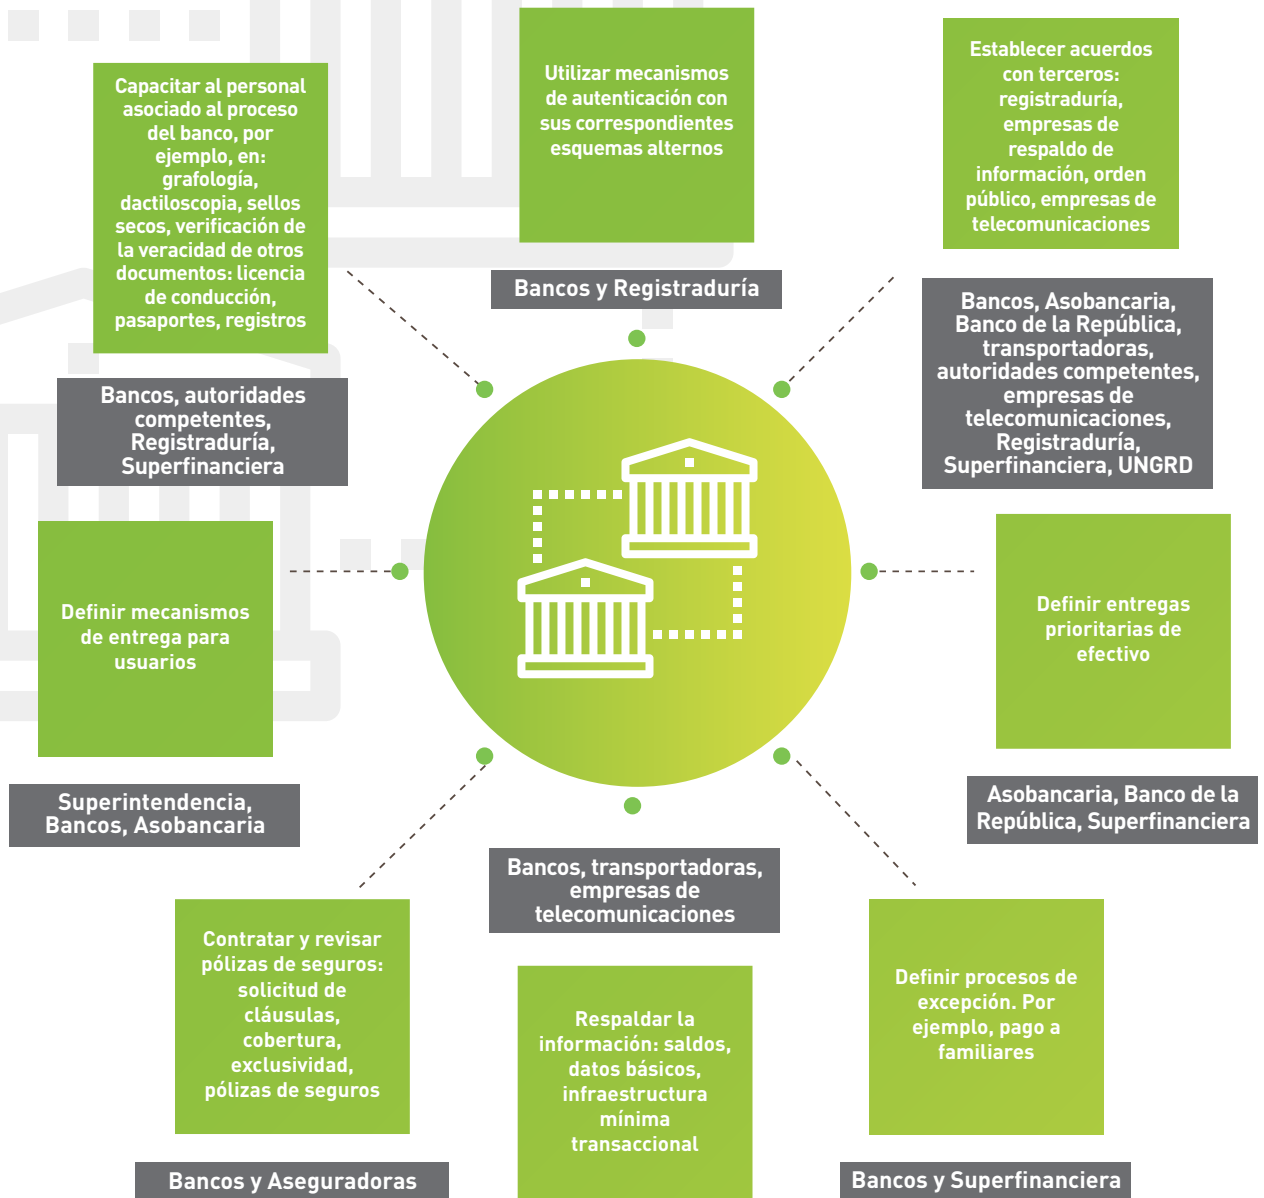 Capacitar al personal
asociado al proceso
del banco, por
ejemplo, en:
grafología,
dactiloscopia, sellos
secos, verificación de
la veracidad de otros
documentos: licencia
de conducción,
pasaportes, registros
Bancos, autoridades
competentes,
Registraduría,
Superfinanciera
Utilizar mecanismos
de autenticación con
sus correspondientes
esquemas alternos
Bancos y Registraduría
Establecer acuerdos
con terceros:
registraduría,
empresas de
respaldo de
información, orden
público, empresas de
telecomunicaciones
Bancos, Asobancaria,
Banco de la República,
transportadoras,
autoridades competentes,
empresas de
telecomunicaciones,
Registraduría,
Superfinanciera, UNGRD
Definir mecanismos
de entrega para
usuarios
Superintendencia,
Bancos, Asobancaria
Definir entregas
prioritarias de
efectivo
Asobancaria, Banco de la
República, Superfinanciera
Contratar y revisar
pólizas de seguros:
solicitud de
cláusulas,
cobertura,
exclusividad,
pólizas de seguros
Bancos y Aseguradoras
Bancos, transportadoras,
empresas de
telecomunicaciones
Respaldar la
información: saldos,
datos básicos,
infraestructura
mínima
transaccional
Definir procesos de
excepción. Por
ejemplo, pago a
familiares
Bancos y Superfinanciera